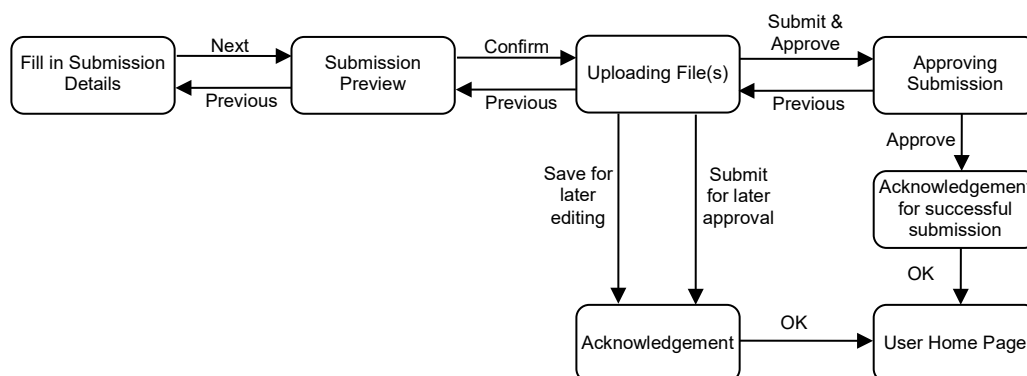 Fill in Submission
Details
Next
Previous
Submission
Preview
Confirm
Previous
Uploading File(s)
Submit &
Approve
Previous
Approving
Submission
Approve
Save for
later
editing
Submit
for later
approval
Acknowledgement
for successful
submission
OK
Acknowledgement
OK
User Home Page